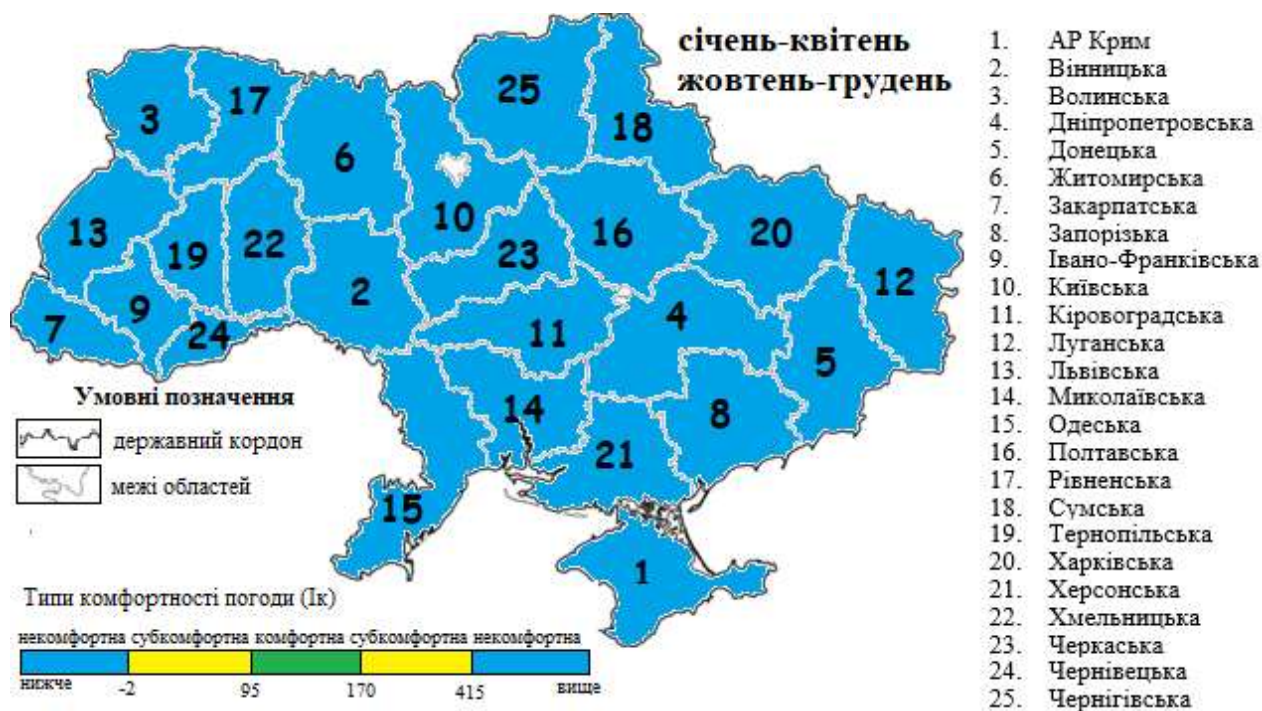 січень-квітень
жовтень-грудень
3
17
6
25
18
10
13
19
22
2
23
16
20
12
7
9
24
11
4
5
14
8
21
15
1
Умовні позначення
державний кордон
межі областей
Типи комфортності погоди (Ік)
некомфортна субкомфортна комфортна субкомфортна некомфортна
нижче -2 95 170 415 вище
1. АР Крим
2. Вінницька
3. Волинська
4. Дніпропетровська
5. Донецька
6. Житомирська
7. Закарпатська
8. Запорізька
9. Івано-Франківська
10. Київська
11. Кіровоградська
12. Луганська
13. Львівська
14. Миколаївська
15. Одеська
16. Полтавська
17. Рівненська
18. Сумська
19. Тернопільська
20. Харківська
21. Херсонська
22. Хмельницька
23. Черкаська
24. Чернівецька
25. Чернігівська